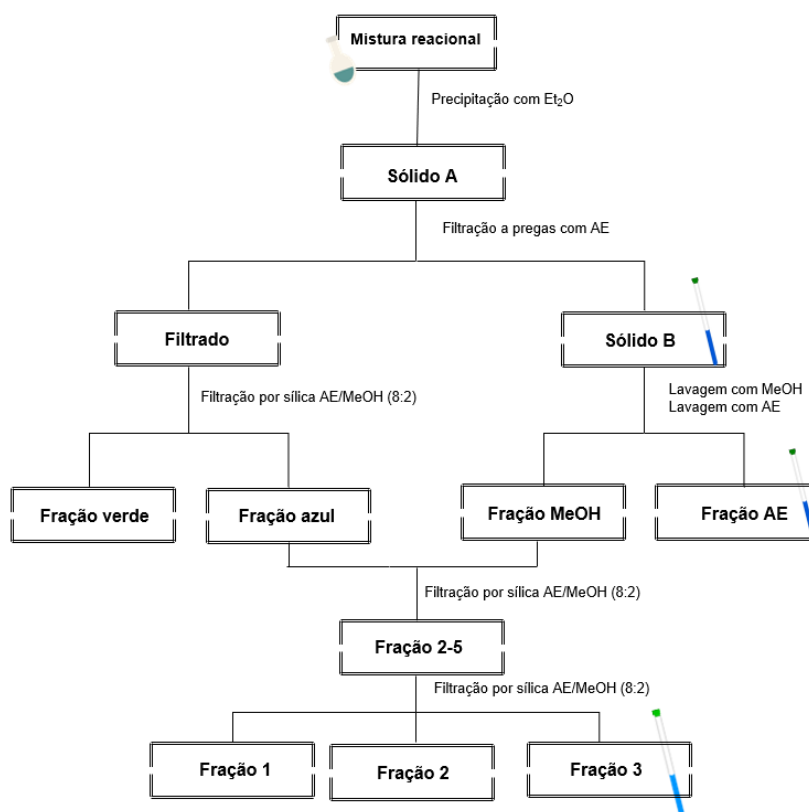 Mistura reacional
Precipitação com Et₂O
Sólido A
Filtração a pregas com AE
Filtrado
Sólido B
Filtração por sílica AE/MeOH (8:2)
Lavagem com MeOH
Lavagem com AE
Fração verde
Fração azul
Fração MeOH
Fração AE
Filtração por sílica AE/MeOH (8:2)
Fração 2-5
Filtração por sílica AE/MeOH (8:2)
Fração 1
Fração 2
Fração 3